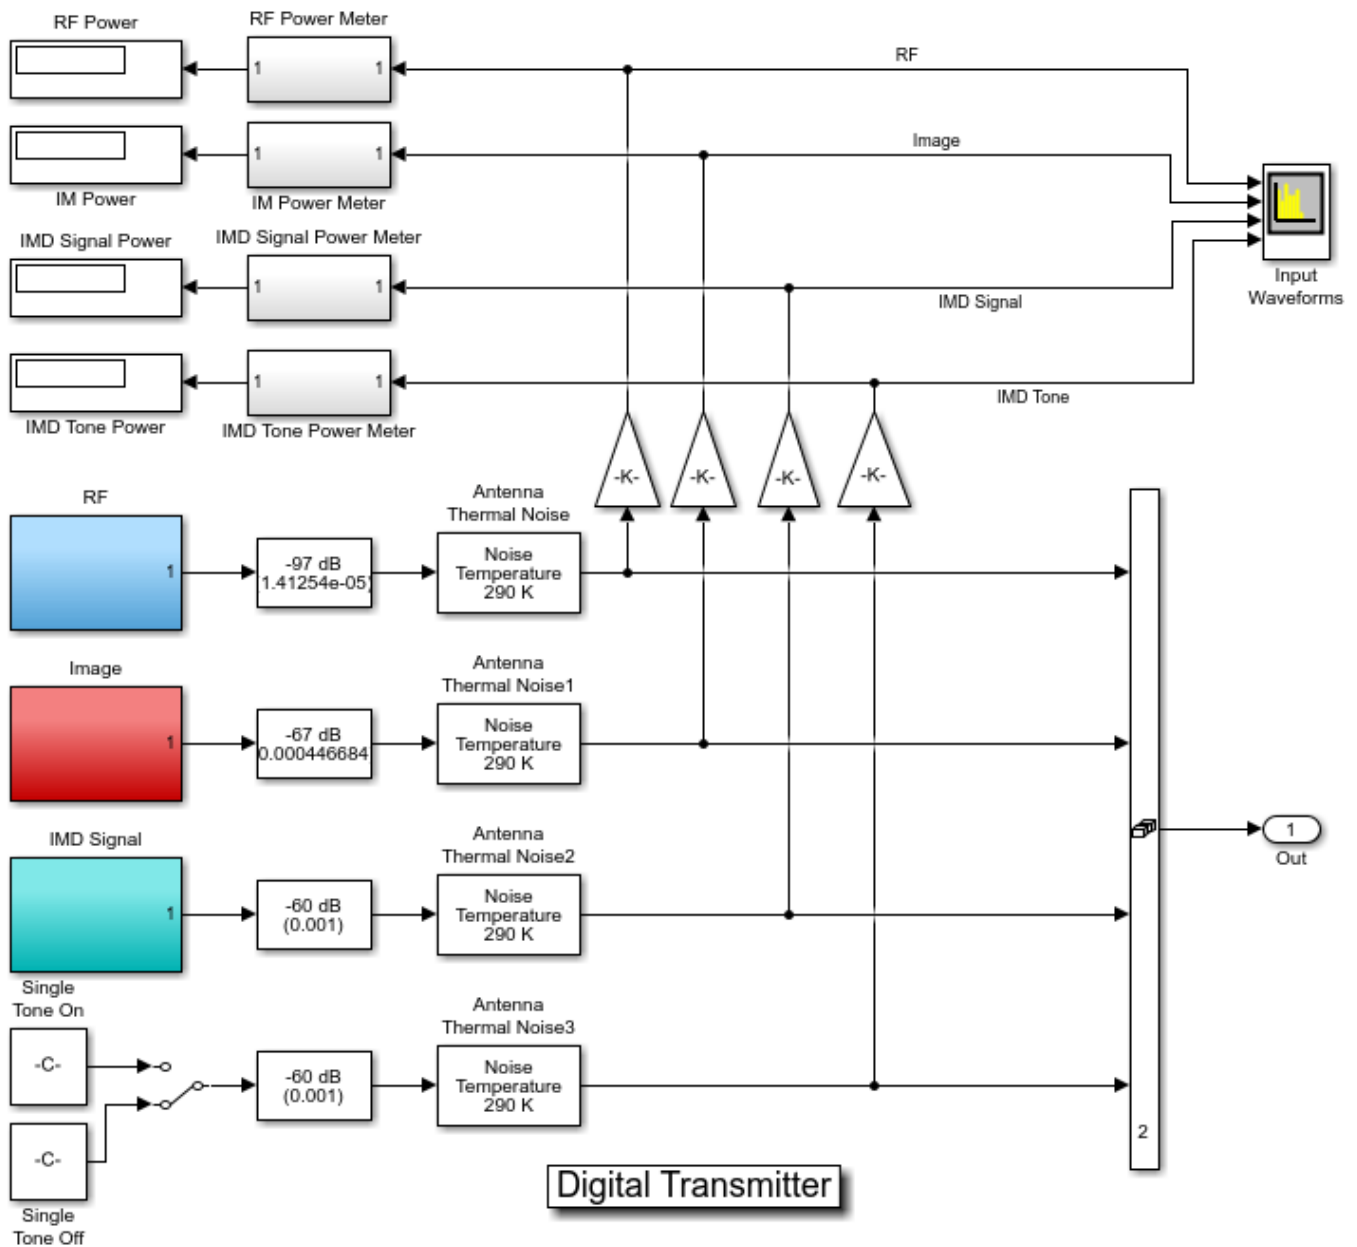 RF Power
RF Power Meter
RF
1
1
Image
1
1
IM Power
IM Power Meter
IMD Signal Power
IMD Signal Power Meter
1
1
IMD Signal
Input
Waveforms
1
1
IMD Tone
IMD Tone Power
IMD Tone Power Meter
-K-
-K-
-K-
-K-
RF
Antenna
Thermal Noise
1
-97 dB
(1.41254e-05)
Noise
Temperature
290 K
Image
Antenna
Thermal Noise1
1
-67 dB
0.000446684
Noise
Temperature
290 K
IMD Signal
Antenna
Thermal Noise2
1
-60 dB
(0.001)
Noise
Temperature
290 K
1
Out
Single
Tone On
Antenna
Thermal Noise3
-C-
-60 dB
(0.001)
Noise
Temperature
290 K
-C-
2
Single
Tone Off
Digital Transmitter